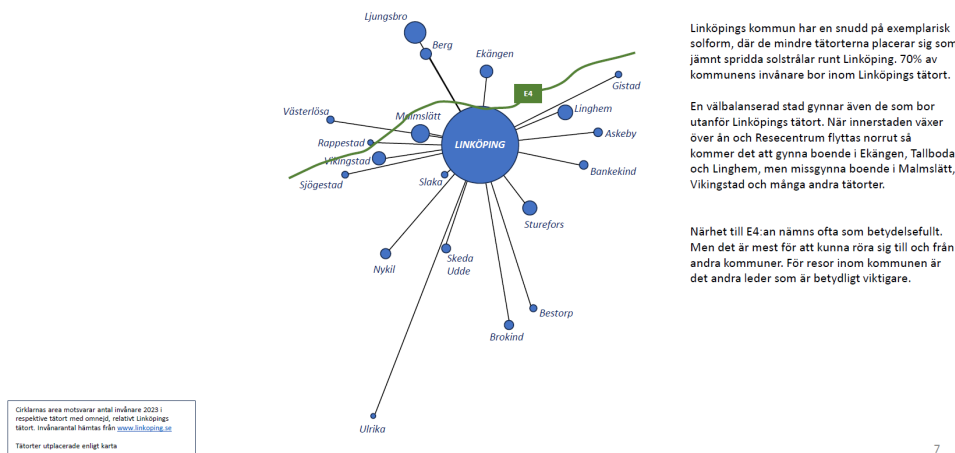 Ljungsbro
Berg
Ekängen
E4
Gistad
Västerlösa
Malmslätt
Linghem
Rappestad
LINKÖPING
Askeby
Vikingstad
Bankekind
Sjögestad
Slaka
Sturefors
Nykil
Skeda
Udde
Bestorp
Brokind
Ulrika
Linköpings kommun har en snudd på exemplarisk
solform, där de mindre tätorterna placerar sig som
jämnt spridda solstrålar runt Linköping. 70% av
kommunens invånare bor inom Linköpings tätort.
En välbalanserad stad gynnar även de som bor
utanför Linköpings tätort. När innerstaden växer
över ån och Resecentrum flyttas norrut så
kommer det att gynna boende i Ekängen, Tallboda
och Linghem, men missgynna boende i Malmslätt,
Vikingstad och många andra tätorter.
Närhet till E4:an nämns ofta som betydelsefullt.
Men det är mest för att kunna röra sig till och från
andra kommuner. För resor inom kommunen är
det andra leder som är betydligt viktigare.
Cirklarnas area motsvarar antal invånare 2023 i
respektive tätort med omnejd, relativt Linköpings
tätort. Invånarantal hämtas från www.linkoping.se
Tätorter utplacerade enligt karta
7